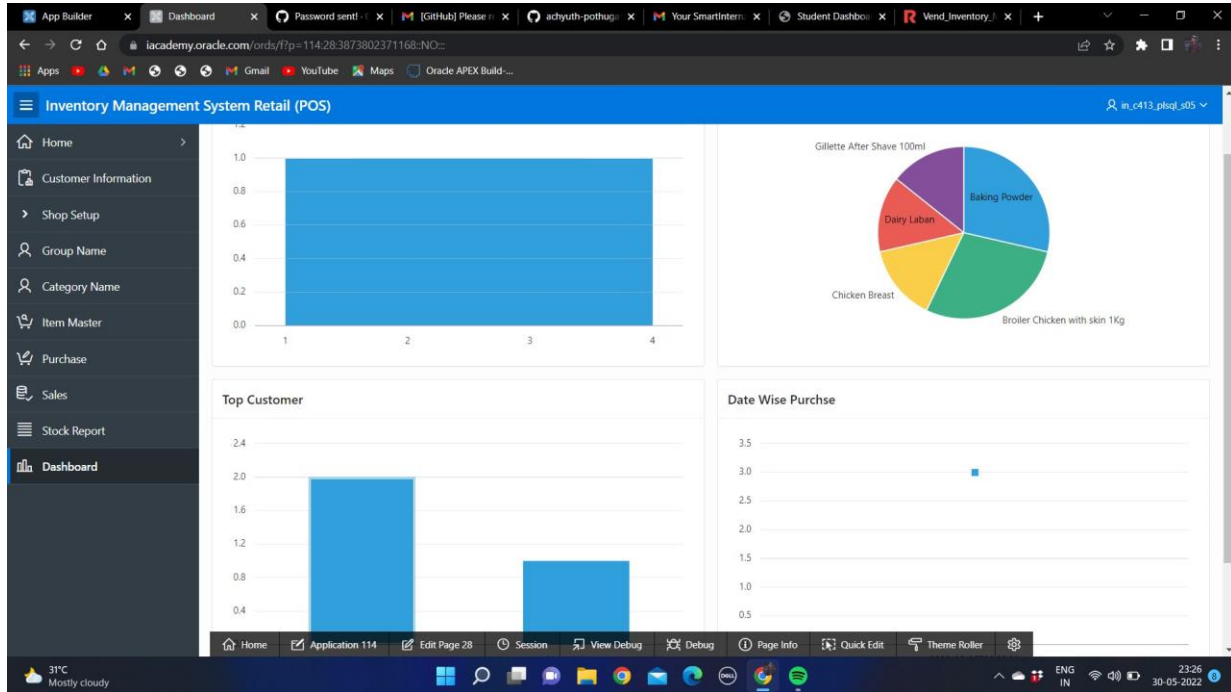 App Builder
Dashboard
Password sent! ·
[GitHub] Please r
achyuth-pothuga
Your SmartIntern
Student Dashboa
Vend_Inventory_
iacademy.oracle.com/ords/f?p=114:28:3873802371168::NO:::
Apps
Gmail
YouTube
Maps
Oracle APEX Build-...
Inventory Management System Retail (POS)
in_c413_plsql_s05
Home
Customer Information
Shop Setup
Group Name
Category Name
Item Master
Purchase
Sales
Stock Report
Dashboard
1.0
0.8
0.6
0.4
0.2
0.0
1 2 3 4
Gillette After Shave 100ml
Baking Powder
Dairy Laban
Chicken Breast
Broiler Chicken with skin 1Kg
Top Customer
2.4
2.0
1.6
1.2
0.8
0.4
Date Wise Purchse
3.5
3.0
2.5
2.0
1.5
1.0
0.5
Home
Application 114
Edit Page 28
Session
View Debug
Debug
Page Info
Quick Edit
Theme Roller
31°C
Mostly cloudy
DELL
ENG
IN
23:26
30-05-2022
8